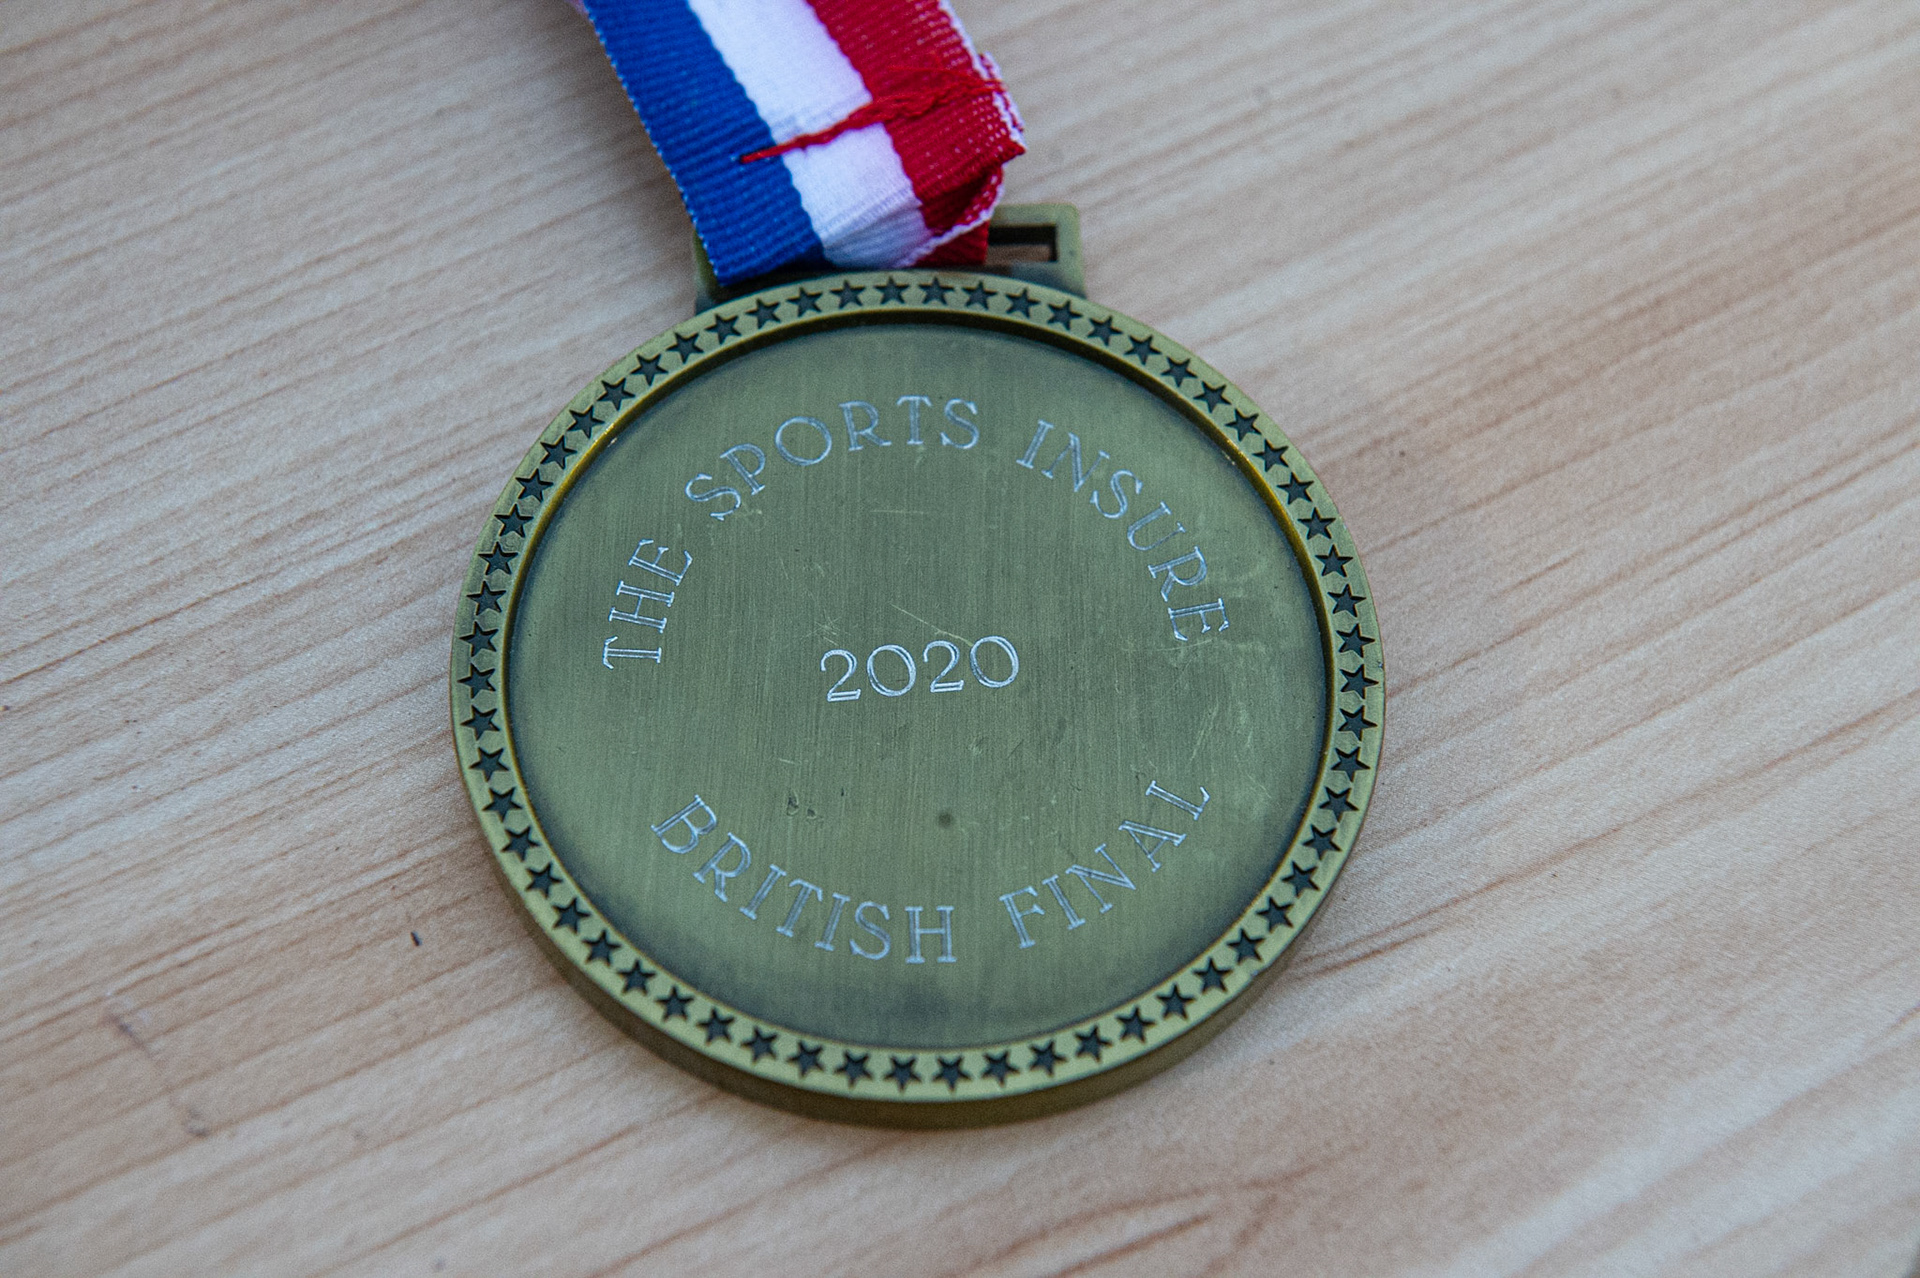 THE SPORTS INSURE
2020
BRITISH FINAL